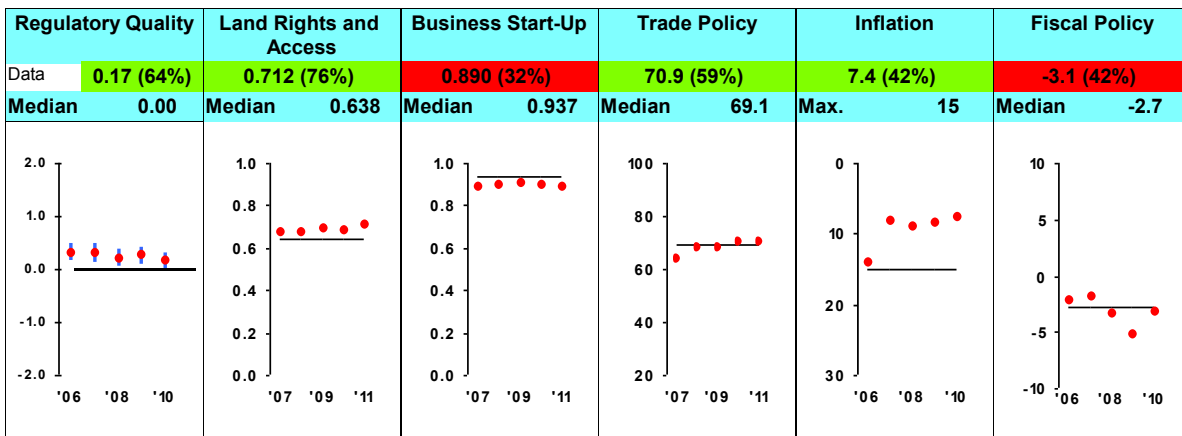 Regulatory Quality
Data 0.17 (64%)
Median 0.00
2.0
1.0
0.0
-1.0
-2.0
'06 '08 '10
Land Rights and
Access
0.712 (76%)
Median 0.638
1.0
0.8
0.6
0.4
0.2
0.0
'07 '09 '11
Business Start-Up
0.890 (32%)
Median 0.937
1.0
0.8
0.6
0.4
0.2
0.0
'07 '09 '11
Trade Policy
70.9 (59%)
Median 69.1
100
80
60
40
20
'07 '09 '11
Inflation
7.4 (42%)
Max. 15
0
10
20
30
'06 '08 '10
Fiscal Policy
-3.1 (42%)
Median -2.7
10
5
0
-5
-10
'06 '08 '10